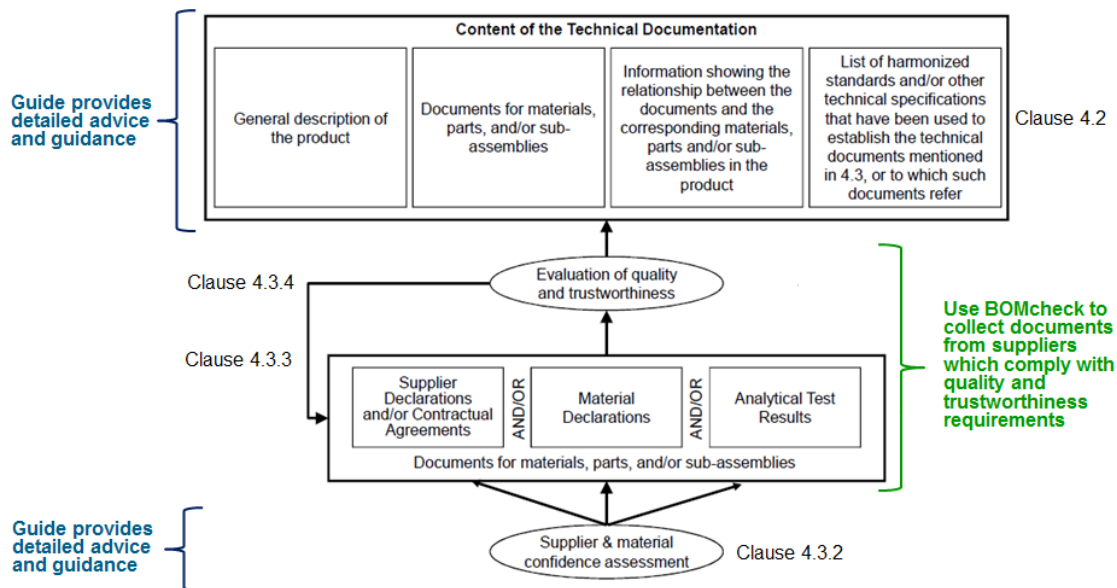 Content of the Technical Documentation
Guide provides
detailed advice
and guidance
General description of
the product
Documents for materials,
parts, and/or sub-
assemblies
Information showing the
relationship between the
documents and the
corresponding materials,
parts and/or sub-
assemblies in the
product
List of harmonized
standards and/or other
technical specifications
that have been used to
establish the technical
documents mentioned
in 4.3, or to which such
documents refer
Clause 4.2
Clause 4.3.4
Evaluation of quality
and trustworthiness
Use BOMcheck to
collect documents
from suppliers
which comply with
quality and
trustworthiness
requirements
Clause 4.3.3
Supplier
Declarations
and/or Contractual
Agreements
AND/OR
Material
Declarations
AND/OR
Analytical Test
Results
Documents for materials, parts, and/or sub-assemblies
Guide provides
detailed advice
and guidance
Supplier & material
confidence assessment
Clause 4.3.2